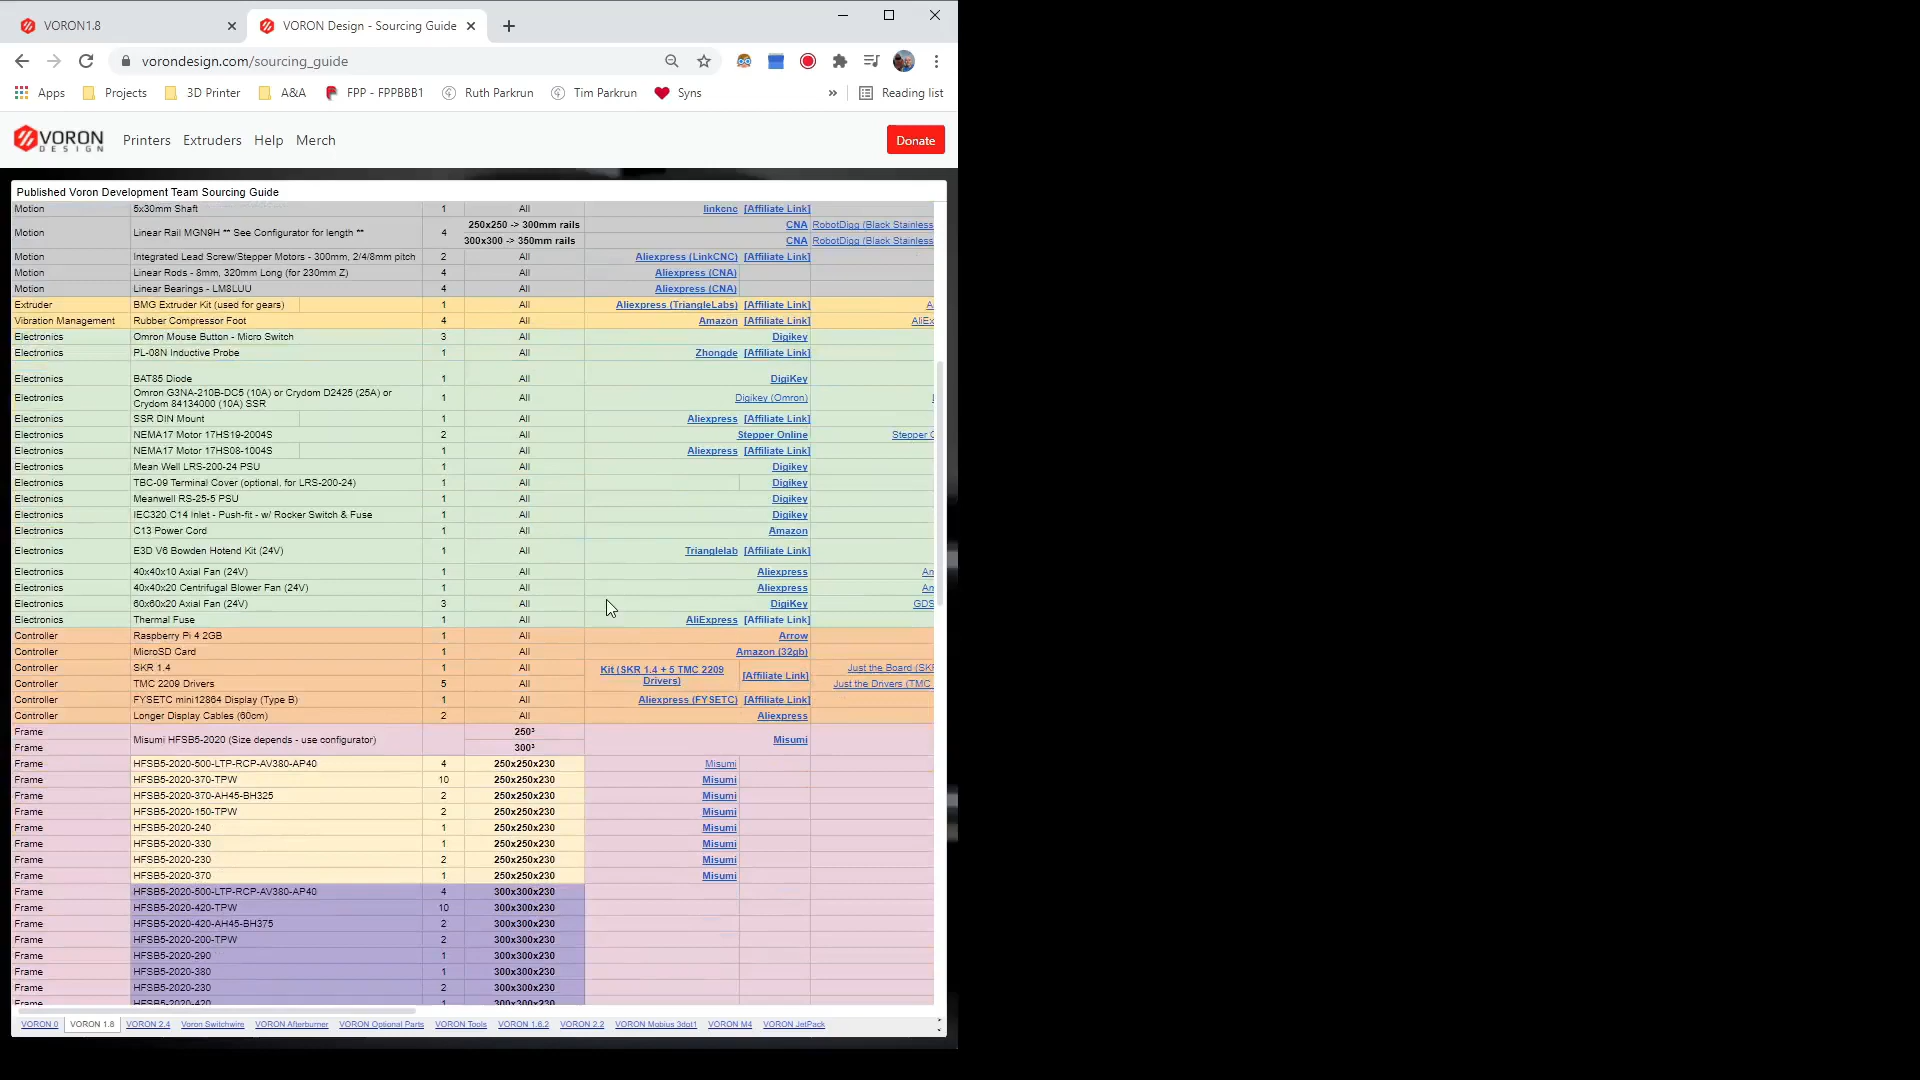 VORON1.8
VORON Design - Sourcing Guide
vorondesign.com/sourcing_guide
Apps Projects 3D Printer A&A FPP - FPPBBB1 Ruth Parkrun Tim Parkrun Syns » Reading list
VORON DESIGN Printers Extruders Help Merch Donate
Published Voron Development Team Sourcing Guide
Motion 5x30mm Shaft 1 All linkcnc [Affiliate Link]
Motion Linear Rail MGN9H ** See Configurator for length ** 4 250x250 -> 300mm rails CNA RobotDigg (Black Stainless
300x300 -> 350mm rails CNA RobotDigg (Black Stainless
Motion Integrated Lead Screw/Stepper Motors - 300mm, 2/4/8mm pitch 2 All Aliexpress (LinkCNC) [Affiliate Link]
Motion Linear Rods - 8mm, 320mm Long (for 230mm Z) 4 All Aliexpress (CNA)
Motion Linear Bearings - LM8LUU 4 All Aliexpress (CNA)
Extruder BMG Extruder Kit (used for gears) 1 All Aliexpress (TriangleLabs) [Affiliate Link] A
Vibration Management Rubber Compressor Foot 4 All Amazon [Affiliate Link] AliEx
Electronics Omron Mouse Button - Micro Switch 3 All Digikey
Electronics PL-08N Inductive Probe 1 All Zhongde [Affiliate Link]
Electronics BAT85 Diode 1 All DigiKey
Electronics Omron G3NA-210B-DC5 (10A) or Crydom D2425 (25A) or Crydom 84134000 (10A) SSR 1 All Digikey (Omron)
Electronics SSR DIN Mount 1 All Aliexpress [Affiliate Link]
Electronics NEMA17 Motor 17HS19-2004S 2 All Stepper Online Stepper O
Electronics NEMA17 Motor 17HS08-1004S 1 All Aliexpress [Affiliate Link]
Electronics Mean Well LRS-200-24 PSU 1 All Digikey
Electronics TBC-09 Terminal Cover (optional, for LRS-200-24) 1 All Digikey
Electronics Meanwell RS-25-5 PSU 1 All Digikey
Electronics IEC320 C14 Inlet - Push-fit - w/ Rocker Switch & Fuse 1 All Digikey
Electronics C13 Power Cord 1 All Amazon
Electronics E3D V6 Bowden Hotend Kit (24V) 1 All Trianglelab [Affiliate Link]
Electronics 40x40x10 Axial Fan (24V) 1 All Aliexpress Am
Electronics 40x40x20 Centrifugal Blower Fan (24V) 1 All Aliexpress Am
Electronics 60x60x20 Axial Fan (24V) 3 All DigiKey GDS
Electronics Thermal Fuse 1 All AliExpress [Affiliate Link]
Controller Raspberry Pi 4 2GB 1 All Arrow
Controller MicroSD Card 1 All Amazon (32gb)
Controller SKR 1.4 1 All Kit (SKR 1.4 + 5 TMC 2209 Drivers) [Affiliate Link] Just the Board (SKR
Controller TMC 2209 Drivers 5 All Just the Drivers (TMC
Controller FYSETC mini12864 Display (Type B) 1 All Aliexpress (FYSETC) [Affiliate Link]
Controller Longer Display Cables (60cm) 2 All Aliexpress
Frame Misumi HFSB5-2020 (Size depends - use configurator) 250³ Misumi
Frame 300³
Frame HFSB5-2020-500-LTP-RCP-AV380-AP40 4 250x250x230 Misumi
Frame HFSB5-2020-370-TPW 10 250x250x230 Misumi
Frame HFSB5-2020-370-AH45-BH325 2 250x250x230 Misumi
Frame HFSB5-2020-150-TPW 2 250x250x230 Misumi
Frame HFSB5-2020-240 1 250x250x230 Misumi
Frame HFSB5-2020-330 1 250x250x230 Misumi
Frame HFSB5-2020-230 2 250x250x230 Misumi
Frame HFSB5-2020-370 1 250x250x230 Misumi
Frame HFSB5-2020-500-LTP-RCP-AV380-AP40 4 300x300x230
Frame HFSB5-2020-420-TPW 10 300x300x230
Frame HFSB5-2020-420-AH45-BH375 2 300x300x230
Frame HFSB5-2020-200-TPW 2 300x300x230
Frame HFSB5-2020-290 1 300x300x230
Frame HFSB5-2020-380 1 300x300x230
Frame HFSB5-2020-230 2 300x300x230
Frame HFSB5-2020-420 1 300x300x230
VORON 0 VORON 1.8 VORON 2.4 Voron Switchwire VORON Afterburner VORON Optional Parts VORON Tools VORON 1.6.2 VORON 2.2 VORON Mobius 3dot1 VORON M4 VORON JetPack